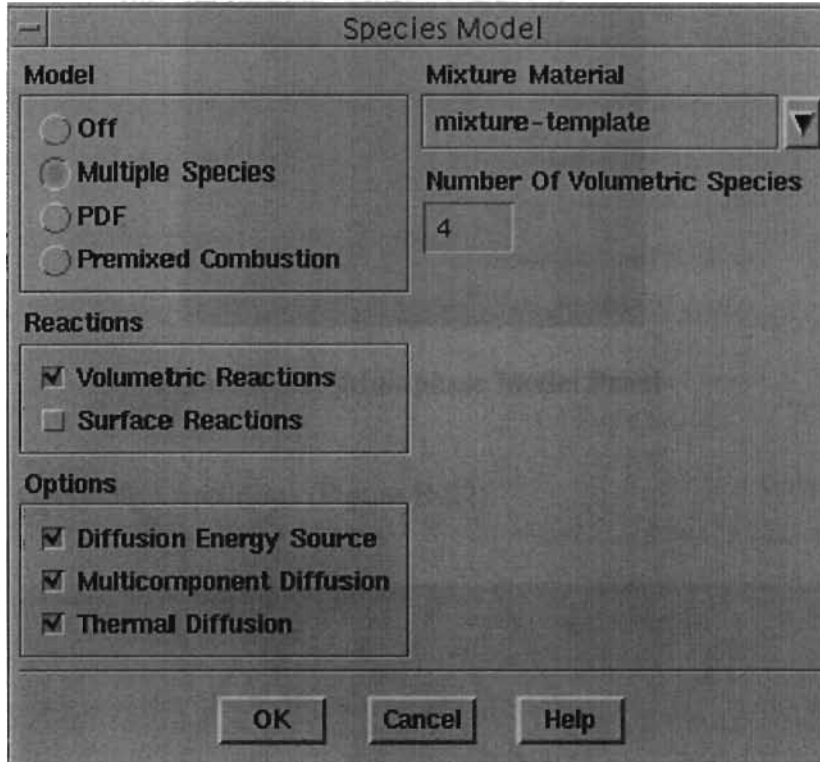 Species Model
Model
Off
Multiple Species
PDF
Premixed Combustion
Mixture Material
mixture-template
Number Of Volumetric Species
4
Reactions
Volumetric Reactions
Surface Reactions
Options
Diffusion Energy Source
Multicomponent Diffusion
Thermal Diffusion
OK Cancel Help